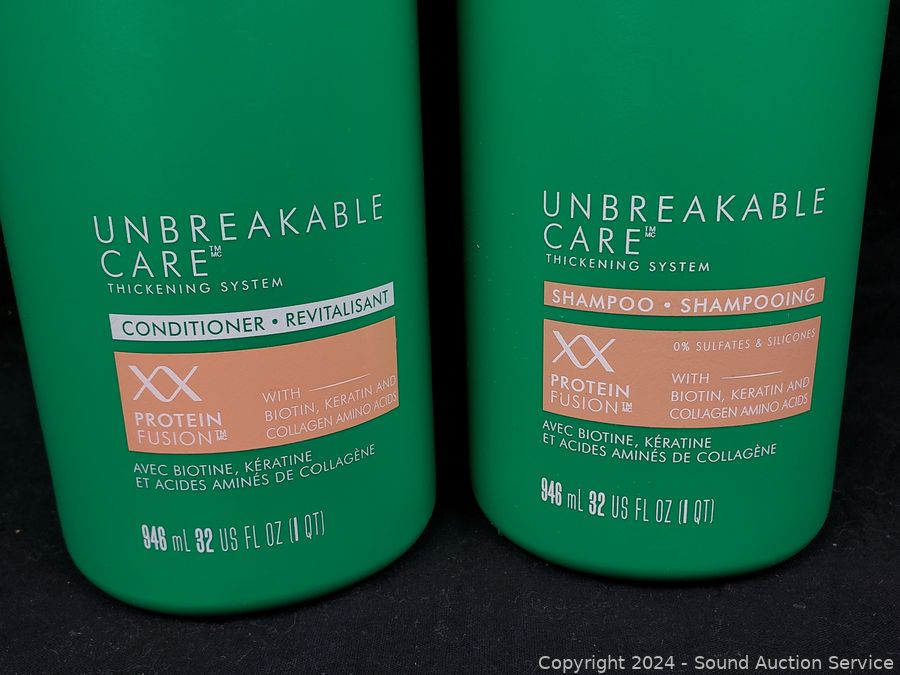 UNBREAKABLE
CARE™MC
THICKENING SYSTEM
CONDITIONER • REVITALISANT
XX
PROTEIN
FUSION™MC
WITH
BIOTIN, KERATIN AND
COLLAGEN AMINO ACIDS
AVEC BIOTINE, KÉRATINE
ET ACIDES AMINÉS DE COLLAGÈNE
946 mL 32 US FL OZ (1 QT)
UNBREAKABLE
CARE™MC
THICKENING SYSTEM
SHAMPOO • SHAMPOOING
0% SULFATES & SILICONES
XX
PROTEIN
FUSION™MC
WITH
BIOTIN, KERATIN AND
COLLAGEN AMINO ACIDS
AVEC BIOTINE, KÉRATINE
ET ACIDES AMINÉS DE COLLAGÈNE
946 mL 32 US FL OZ (1 QT)
Copyright 2024 - Sound Auction Service